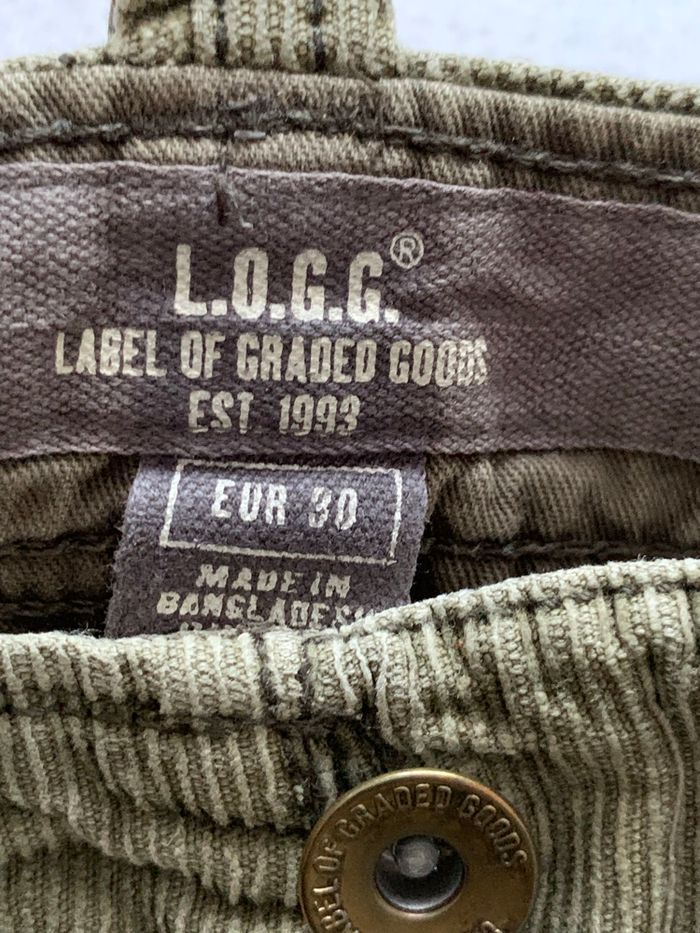 L.O.G.G.®
LABEL OF GRADED GOODS
EST 1993
EUR 30
MADE IN
BANGLADESH
LABEL OF GRADED GOODS